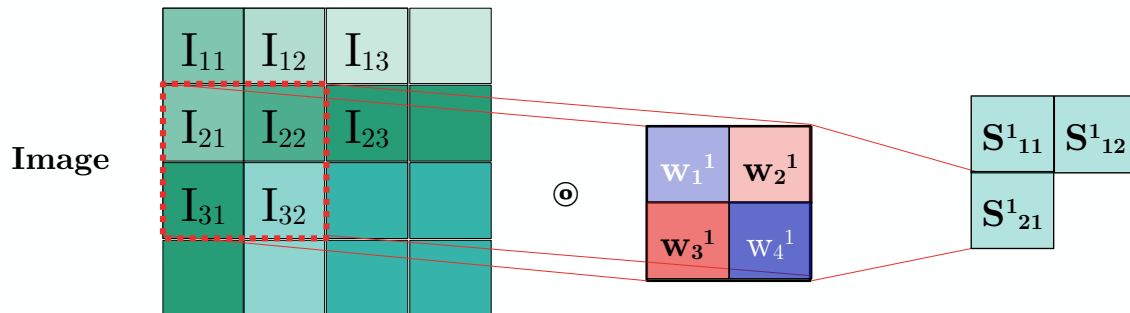 I₁₁ I₁₂ I₁₃
I₂₁ I₂₂ I₂₃
Image
I₃₁ I₃₂
⊙
w₁¹ w₂¹
w₃¹ w₄¹
S¹₁₁ S¹₁₂
S¹₂₁